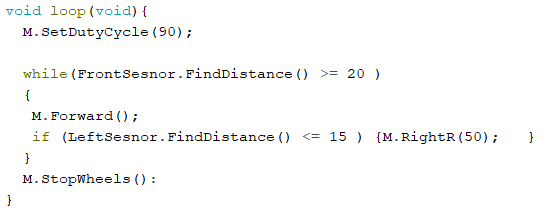 void loop(void){
M.SetDutyCycle(90);
while(FrontSesnor.FindDistance() >= 20 )
{
M.Forward();
if (LeftSesnor.FindDistance() <= 15 ) {M.RightR(50); }
}
M.StopWheels():
}